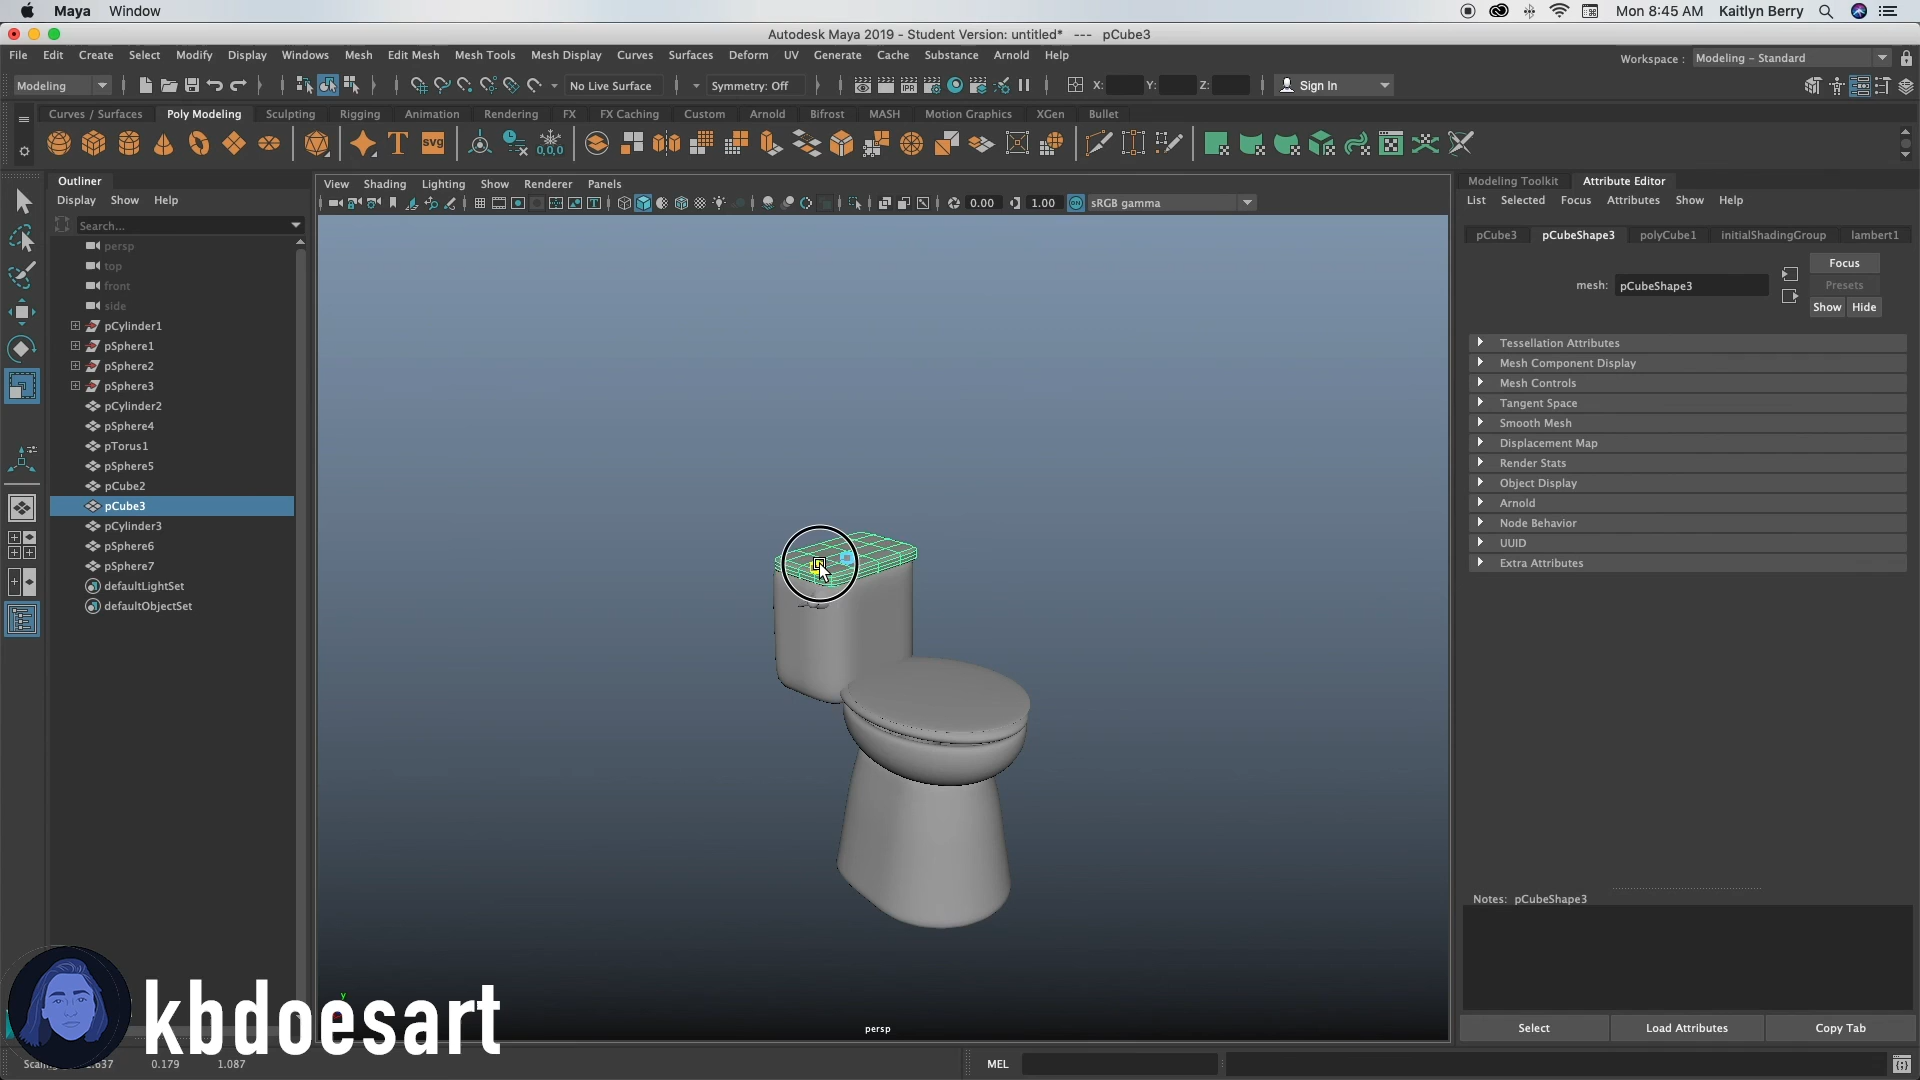 Maya Window
Mon 8:45 AM Kaitlyn Berry
Autodesk Maya 2019 - Student Version: untitled* --- pCube3
File Edit Create Select Modify Display Windows Mesh Edit Mesh Mesh Tools Mesh Display Curves Surfaces Deform UV Generate Cache Substance Arnold Help
Workspace : Modeling - Standard
Modeling No Live Surface Symmetry: Off X: Y: Z: Sign In
Curves / Surfaces Poly Modeling Sculpting Rigging Animation Rendering FX FX Caching Custom Arnold Bifrost MASH Motion Graphics XGen Bullet
T SVG 0,0,0
Outliner
Display Show Help
Search...
persp
top
front
side
pCylinder1
pSphere1
pSphere2
pSphere3
pCylinder2
pSphere4
pTorus1
pSphere5
pCube2
pCube3
pCylinder3
pSphere6
pSphere7
defaultLightSet
defaultObjectSet
View Shading Lighting Show Renderer Panels
IPR
0.00 1.00 ON sRGB gamma
y
persp
Modeling Toolkit Attribute Editor
List Selected Focus Attributes Show Help
pCube3 pCubeShape3 polyCube1 initialShadingGroup lambert1
Focus
mesh: pCubeShape3
Presets
Show Hide
Tessellation Attributes
Mesh Component Display
Mesh Controls
Tangent Space
Smooth Mesh
Displacement Map
Render Stats
Object Display
Arnold
Node Behavior
UUID
Extra Attributes
Notes: pCubeShape3
Select Load Attributes Copy Tab
kbdoesart
0.179 1.087
MEL